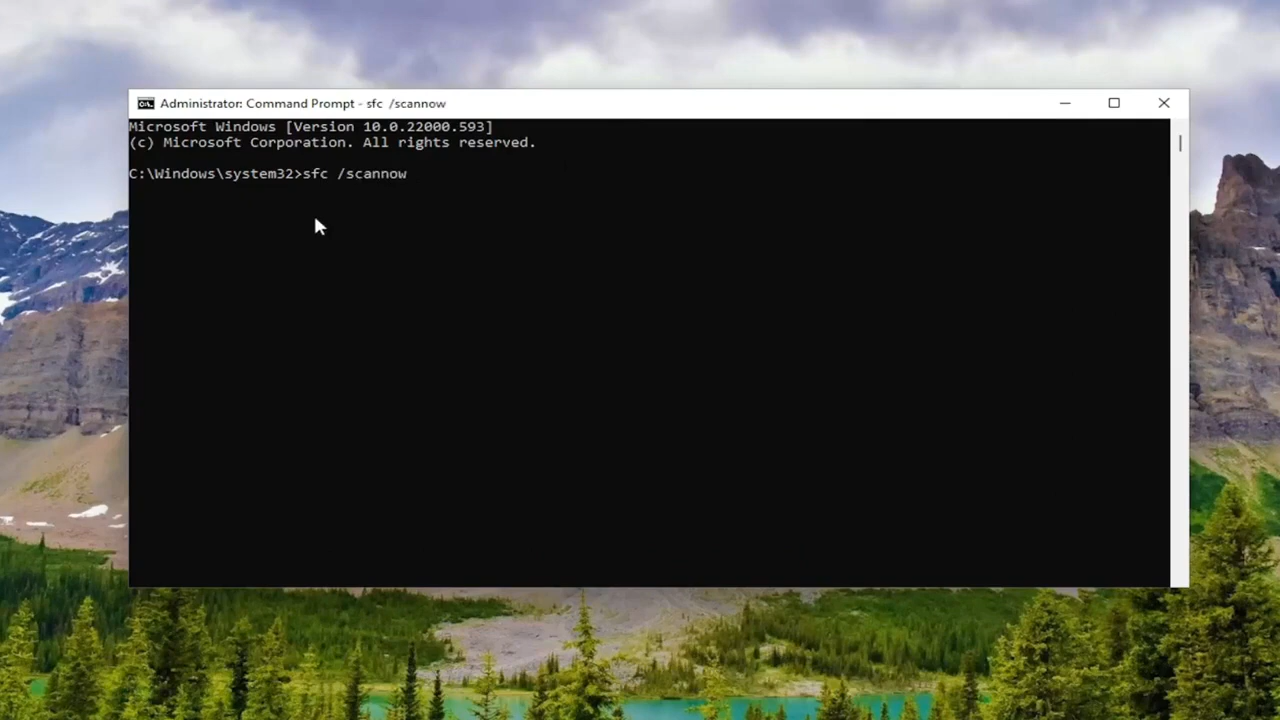 Administrator: Command Prompt - sfc  /scannow
Microsoft Windows [Version 10.0.22000.593]
(c) Microsoft Corporation. All rights reserved.
C:\Windows\system32>sfc /scannow